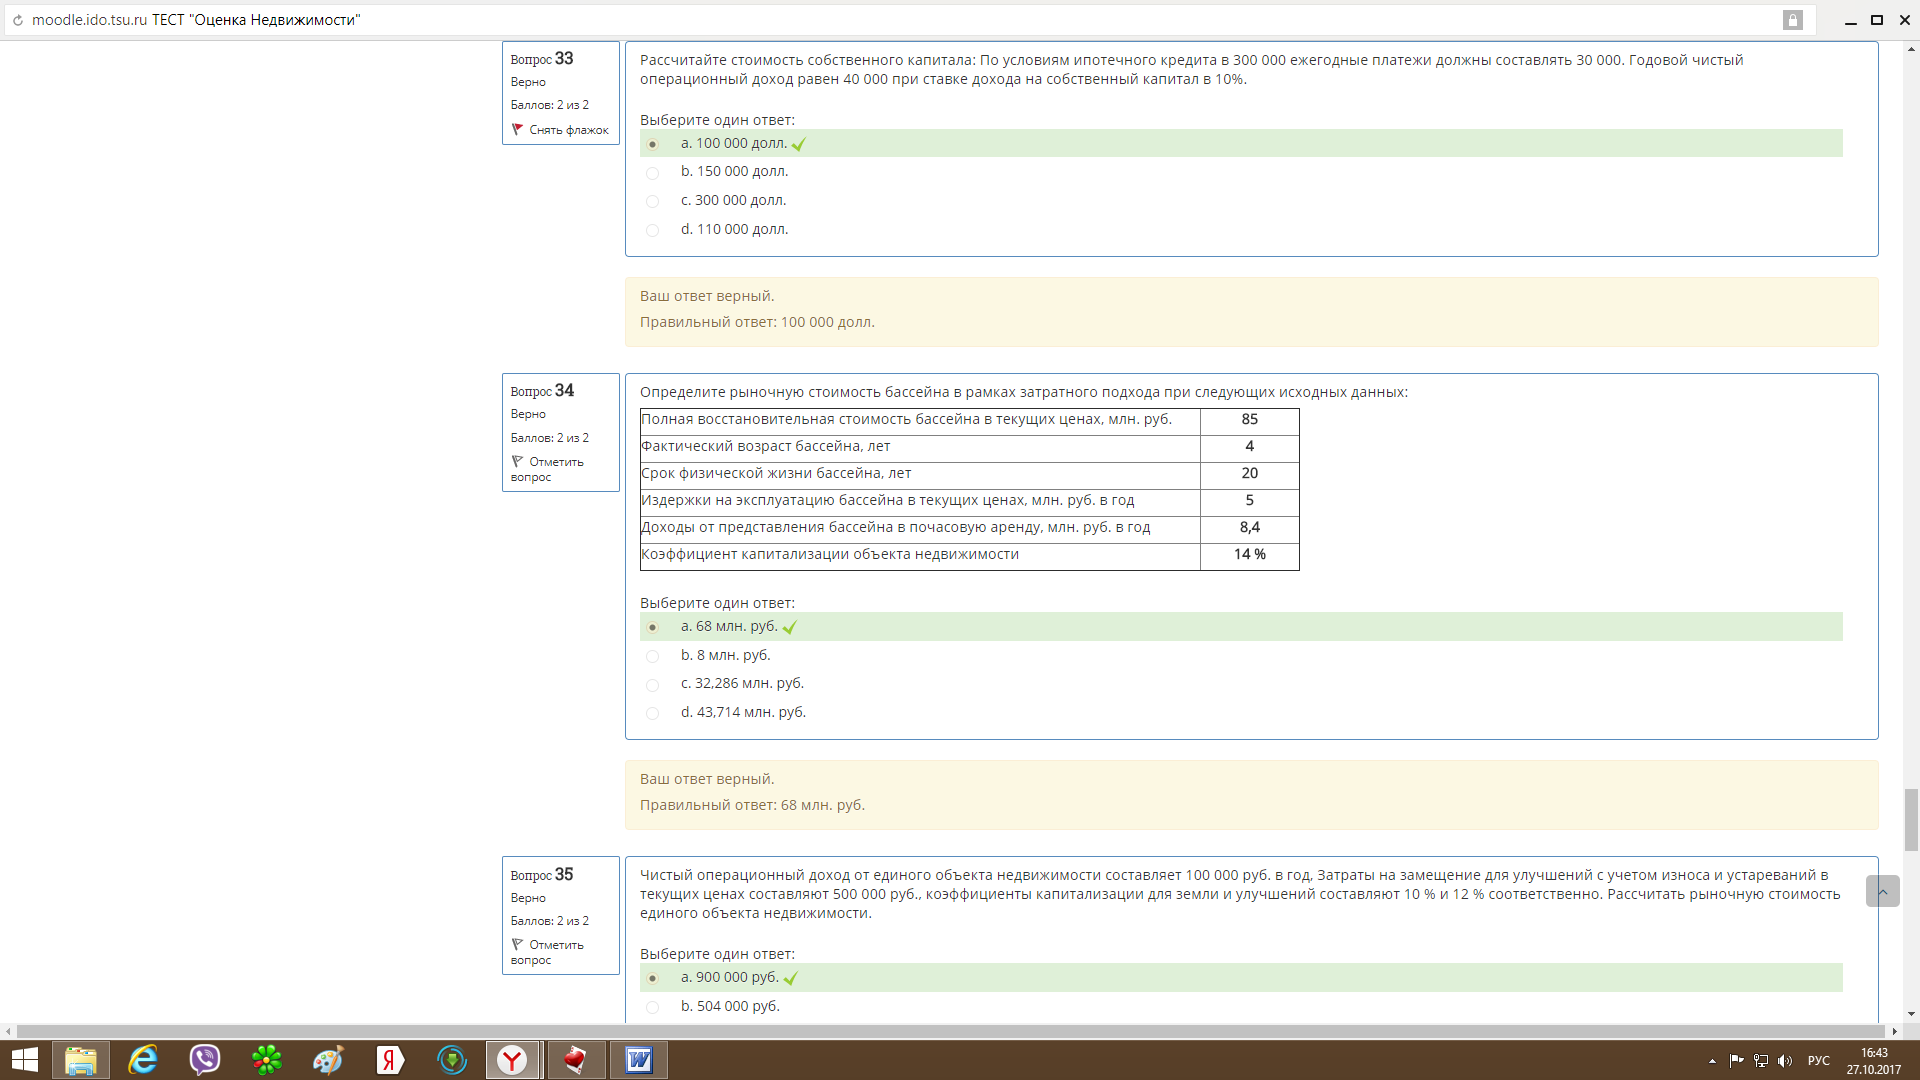 moodle.ido.tsu.ru ТЕСТ "Оценка Недвижимости"
Вопрос 33
Верно
Баллов: 2 из 2
Снять флажок
Рассчитайте стоимость собственного капитала: По условиям ипотечного кредита в 300 000 ежегодные платежи должны составлять 30 000. Годовой чистый
операционный доход равен 40 000 при ставке дохода на собственный капитал в 10%.
Выберите один ответ:
a. 100 000 долл.
b. 150 000 долл.
c. 300 000 долл.
d. 110 000 долл.
Ваш ответ верный.
Правильный ответ: 100 000 долл.
Вопрос 34
Верно
Баллов: 2 из 2
Отметить
вопрос
Определите рыночную стоимость бассейна в рамках затратного подхода при следующих исходных данных:
Полная восстановительная стоимость бассейна в текущих ценах, млн. руб. 85
Фактический возраст бассейна, лет 4
Срок физической жизни бассейна, лет 20
Издержки на эксплуатацию бассейна в текущих ценах, млн. руб. в год 5
Доходы от представления бассейна в почасовую аренду, млн. руб. в год 8,4
Коэффициент капитализации объекта недвижимости 14 %
Выберите один ответ:
a. 68 млн. руб.
b. 8 млн. руб.
c. 32,286 млн. руб.
d. 43,714 млн. руб.
Ваш ответ верный.
Правильный ответ: 68 млн. руб.
Вопрос 35
Верно
Баллов: 2 из 2
Отметить
вопрос
Чистый операционный доход от единого объекта недвижимости составляет 100 000 руб. в год, Затраты на замещение для улучшений с учетом износа и устареваний в
текущих ценах составляют 500 000 руб., коэффициенты капитализации для земли и улучшений составляют 10 % и 12 % соответственно. Рассчитать рыночную стоимость
единого объекта недвижимости.
Выберите один ответ:
a. 900 000 руб.
b. 504 000 руб.
РУС
16:43
27.10.2017